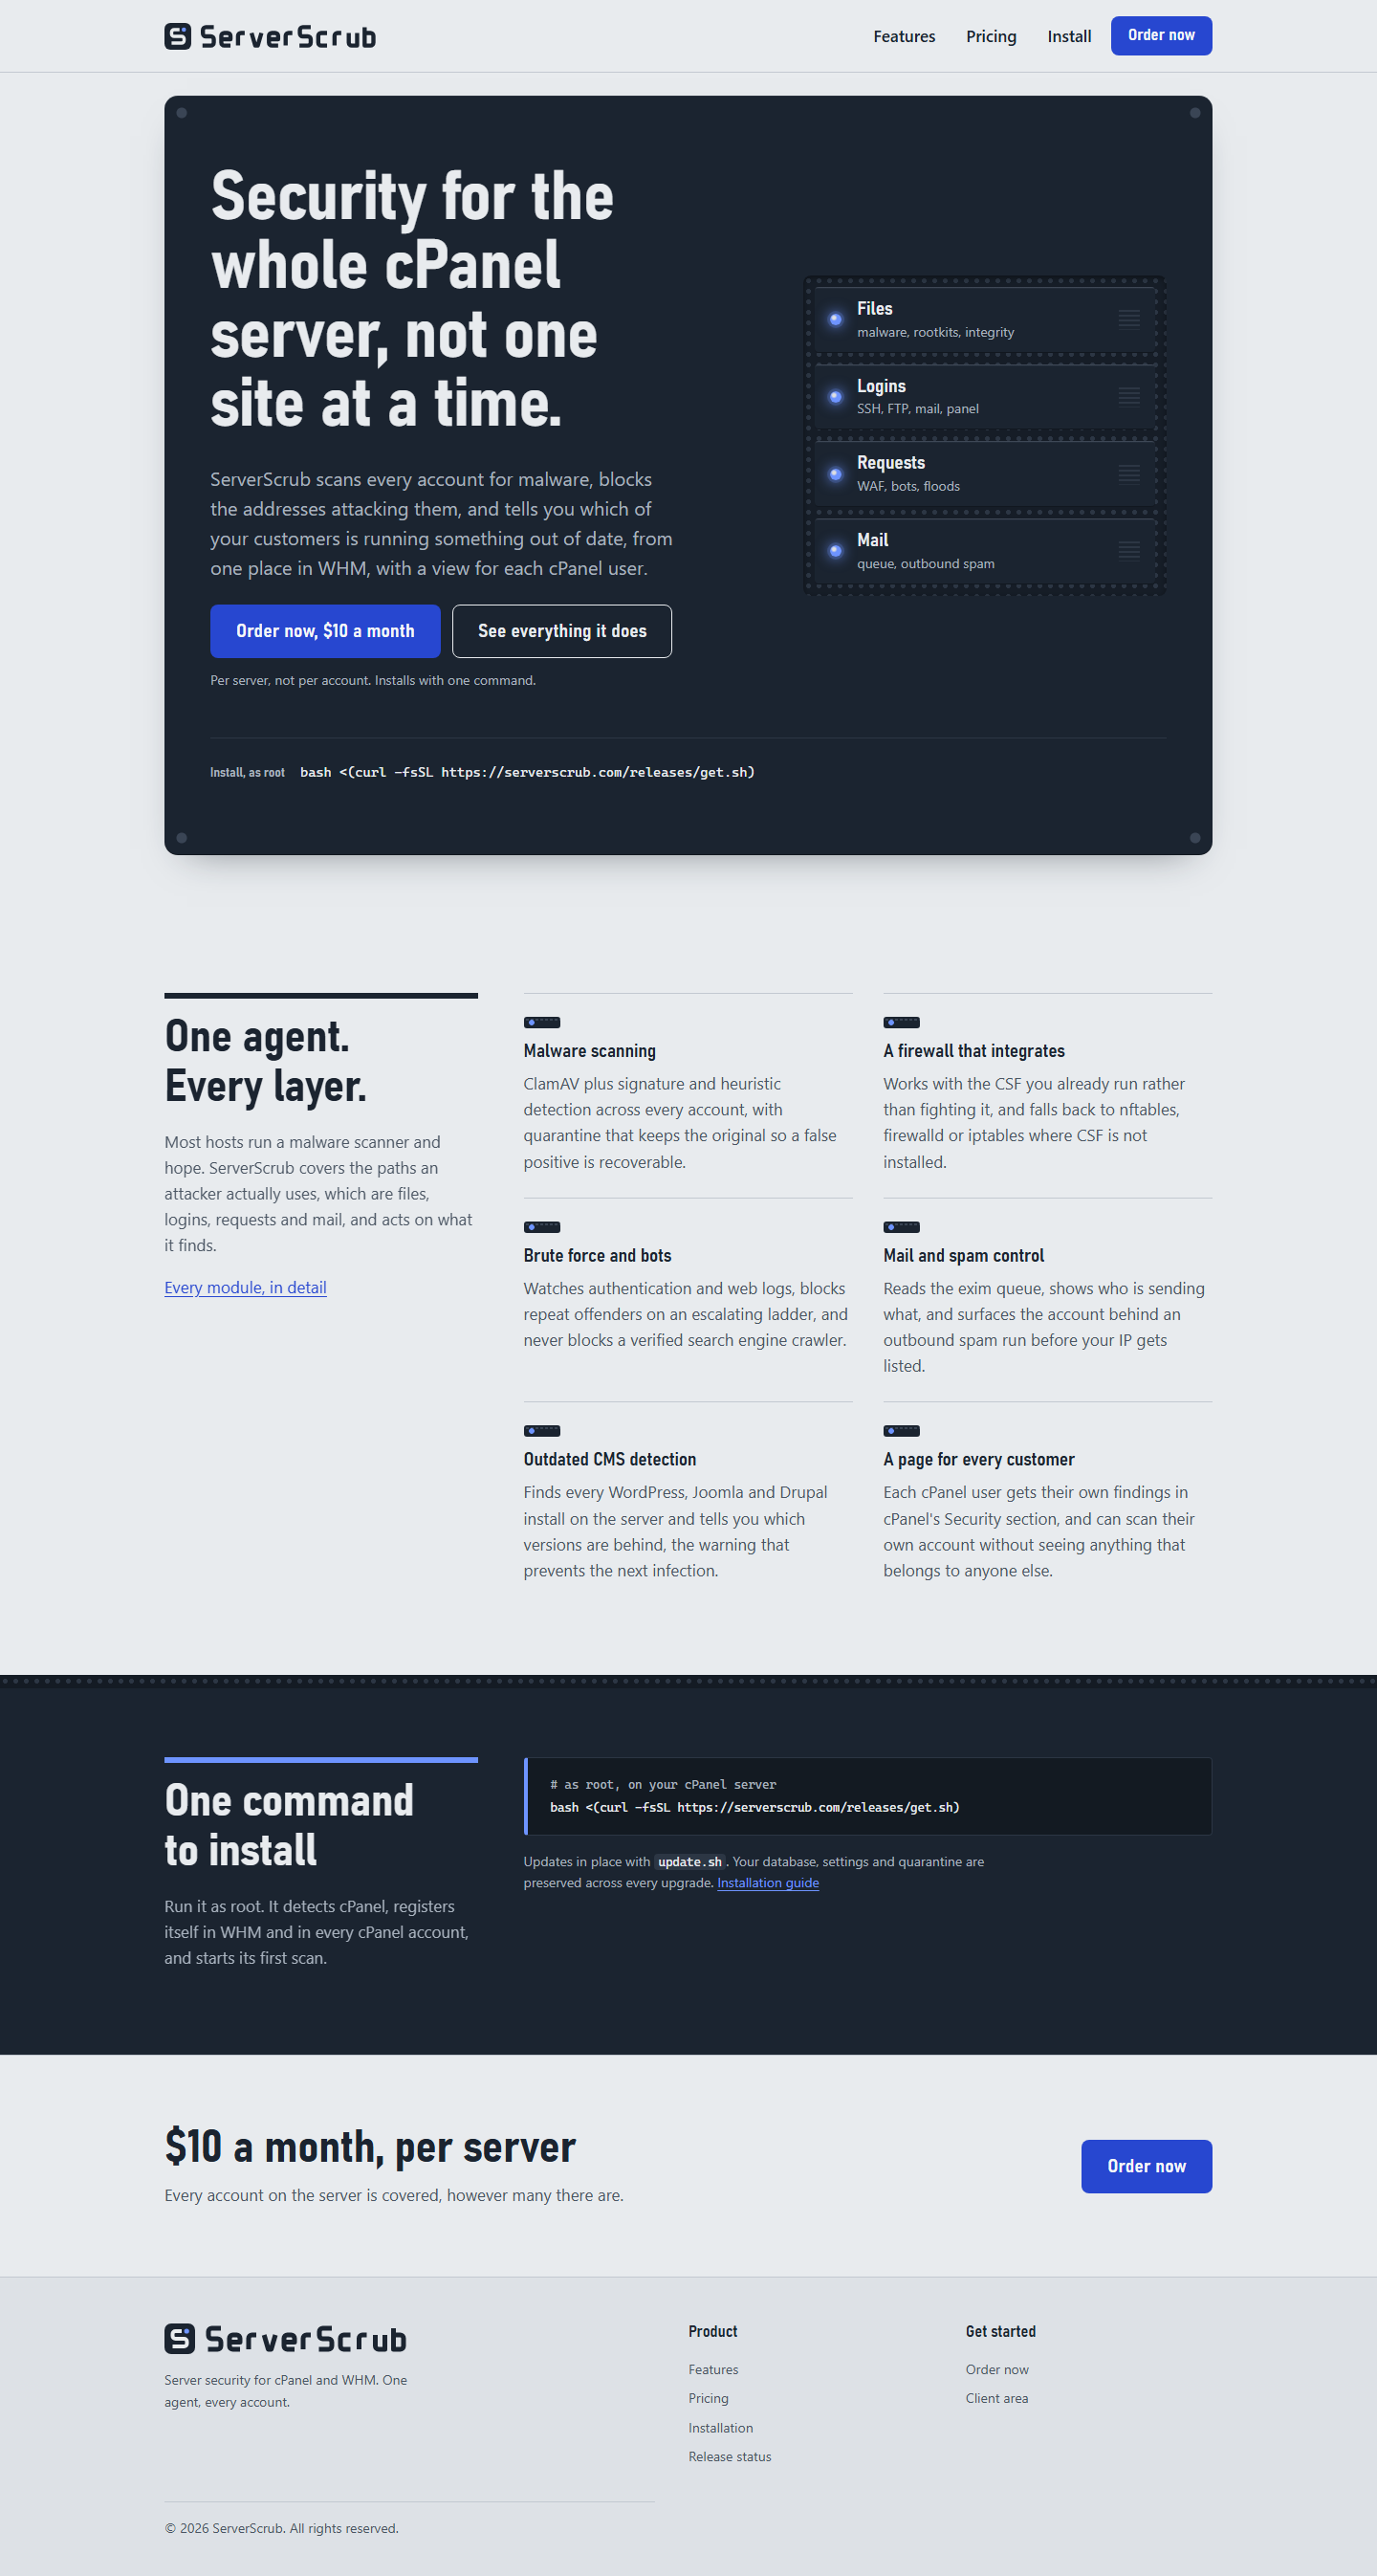 ServerScrub
Features
Pricing
Install
Order now
Security for the
whole cPanel
server, not one
site at a time.
ServerScrub scans every account for malware, blocks
the addresses attacking them, and tells you which of
your customers is running something out of date, from
one place in WHM, with a view for each cPanel user.
Order now, $10 a month
See everything it does
Per server, not per account. Installs with one command.
Files
malware, rootkits, integrity
Logins
SSH, FTP, mail, panel
Requests
WAF, bots, floods
Mail
queue, outbound spam
Install, as root
bash <(curl -fsSL https://serverscrub.com/releases/get.sh)
One agent.
Every layer.
Most hosts run a malware scanner and
hope. ServerScrub covers the paths an
attacker actually uses, which are files,
logins, requests and mail, and acts on what
it finds.
Every module, in detail
Malware scanning
ClamAV plus signature and heuristic
detection across every account, with
quarantine that keeps the original so a false
positive is recoverable.
A firewall that integrates
Works with the CSF you already run rather
than fighting it, and falls back to nftables,
firewalld or iptables where CSF is not
installed.
Brute force and bots
Watches authentication and web logs, blocks
repeat offenders on an escalating ladder, and
never blocks a verified search engine crawler.
Mail and spam control
Reads the exim queue, shows who is sending
what, and surfaces the account behind an
outbound spam run before your IP gets
listed.
Outdated CMS detection
Finds every WordPress, Joomla and Drupal
install on the server and tells you which
versions are behind, the warning that
prevents the next infection.
A page for every customer
Each cPanel user gets their own findings in
cPanel's Security section, and can scan their
own account without seeing anything that
belongs to anyone else.
One command
to install
Run it as root. It detects cPanel, registers
itself in WHM and in every cPanel account,
and starts its first scan.
# as root, on your cPanel server
bash <(curl -fsSL https://serverscrub.com/releases/get.sh)
Updates in place with update.sh. Your database, settings and quarantine are
preserved across every upgrade. Installation guide
$10 a month, per server
Every account on the server is covered, however many there are.
Order now
ServerScrub
Server security for cPanel and WHM. One
agent, every account.
Product
Features
Pricing
Installation
Release status
Get started
Order now
Client area
© 2026 ServerScrub. All rights reserved.